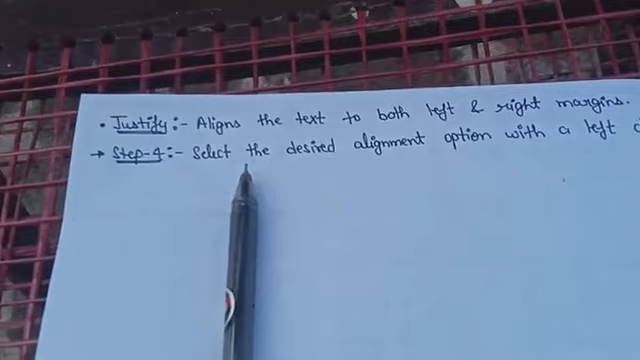 • Justify :- Aligns the text to both left & right margins.
→ Step-4 :- Select the desired alignment option with a left